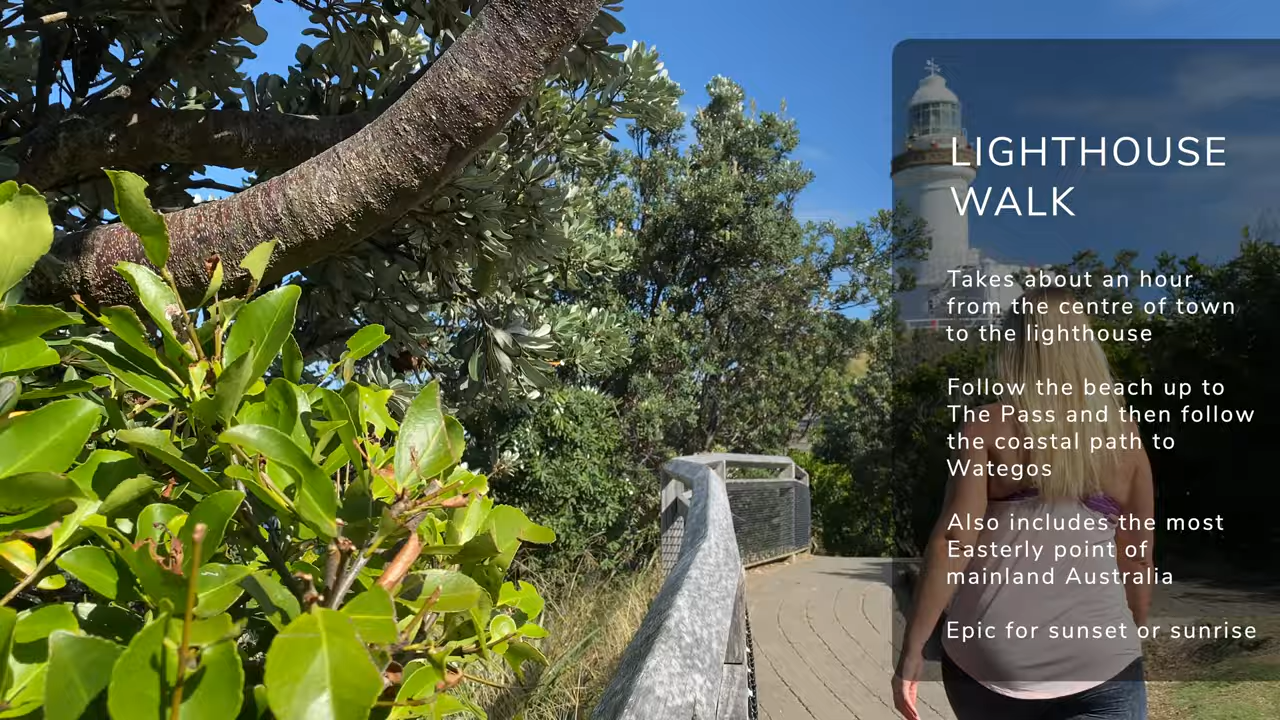 LIGHTHOUSE
WALK
Takes about an hour
from the centre of town
to the lighthouse
Follow the beach up to
The Pass and then follow
the coastal path to
Wategos
Also includes the most
Easterly point of
mainland Australia
Epic for sunset or sunrise